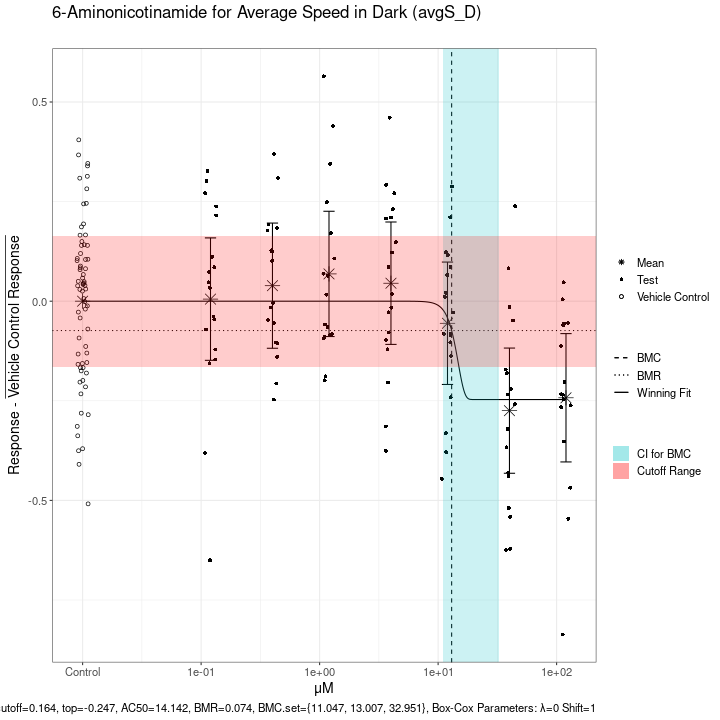 6-Aminonicotinamide for Average Speed in Dark (avgS_D)
Response - Vehicle Control Response
0.5
0.0
-0.5
Control
1e-01
1e+00
1e+01
1e+02
µM
Mean
Test
Vehicle Control
BMC
BMR
Winning Fit
CI for BMC
Cutoff Range
utoff=0.164, top=-0.247, AC50=14.142, BMR=0.074, BMC.set={11.047, 13.007, 32.951}, Box-Cox Parameters: λ=0 Shift=1